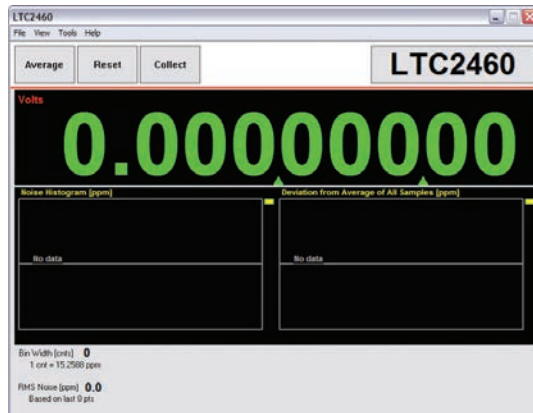 LTC2460
File View Tools Help
Average Reset Collect LTC2460
Volts
0.00000000
Noise Histogram [ppm] Deviation from Average of All Samples [ppm]
No data No data
Bin Width [cnts] 0
1 cnt = 15.2588 ppm
RMS Noise [ppm] 0.0
Based on last 0 pts